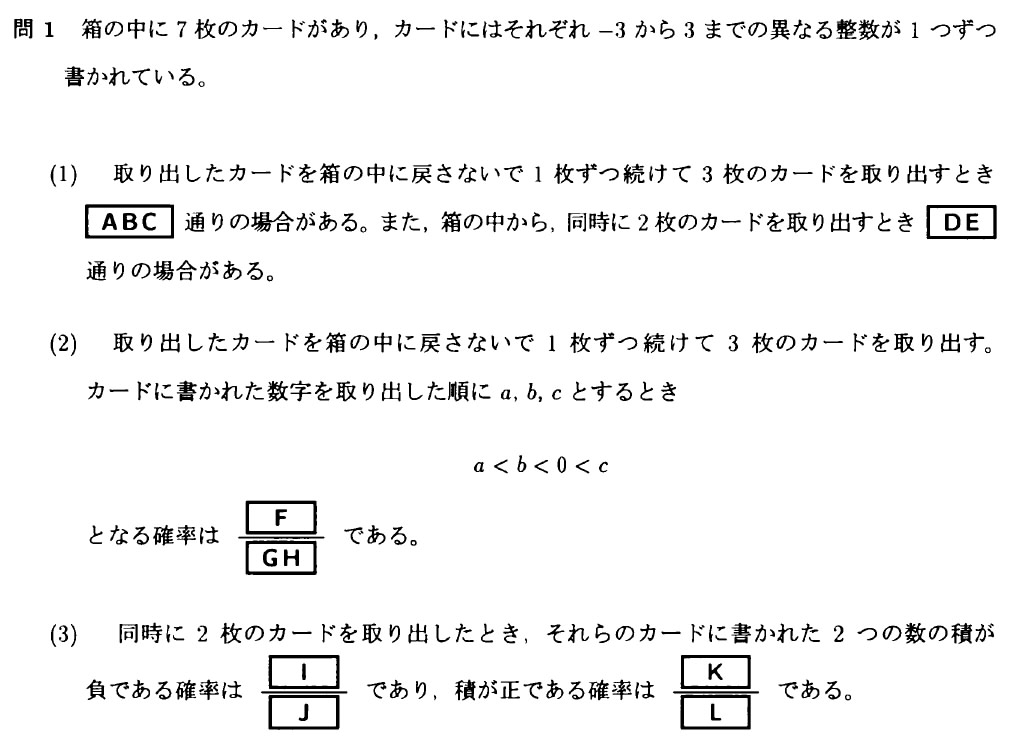 問 1 箱の中に 7 枚のカードがあり, カードにはそれぞれ −3 から 3 までの異なる整数が 1 つずつ
書かれている。
(1) 取り出したカードを箱の中に戻さないで 1 枚ずつ続けて 3 枚のカードを取り出すとき
ABC 通りの場合がある。また, 箱の中から, 同時に 2 枚のカードを取り出すとき DE
通りの場合がある。
(2) 取り出したカードを箱の中に戻さないで 1 枚ずつ続けて 3 枚のカードを取り出す。
カードに書かれた数字を取り出した順に a, b, c とするとき
a < b < 0 < c
となる確率は F/GH である。
(3) 同時に 2 枚のカードを取り出したとき, それらのカードに書かれた 2 つの数の積が
負である確率は I/J であり, 積が正である確率は K/L である。